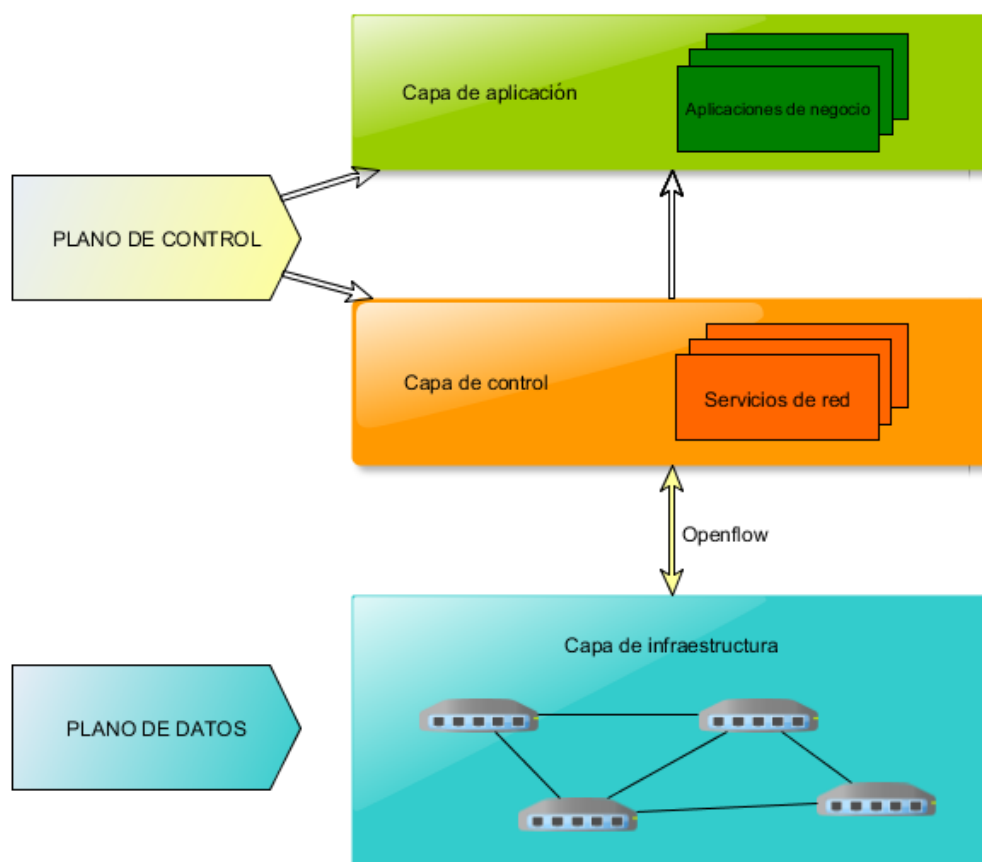 Capa de aplicación
Aplicaciones de negocio
PLANO DE CONTROL
Capa de control
Servicios de red
Openflow
Capa de infraestructura
PLANO DE DATOS